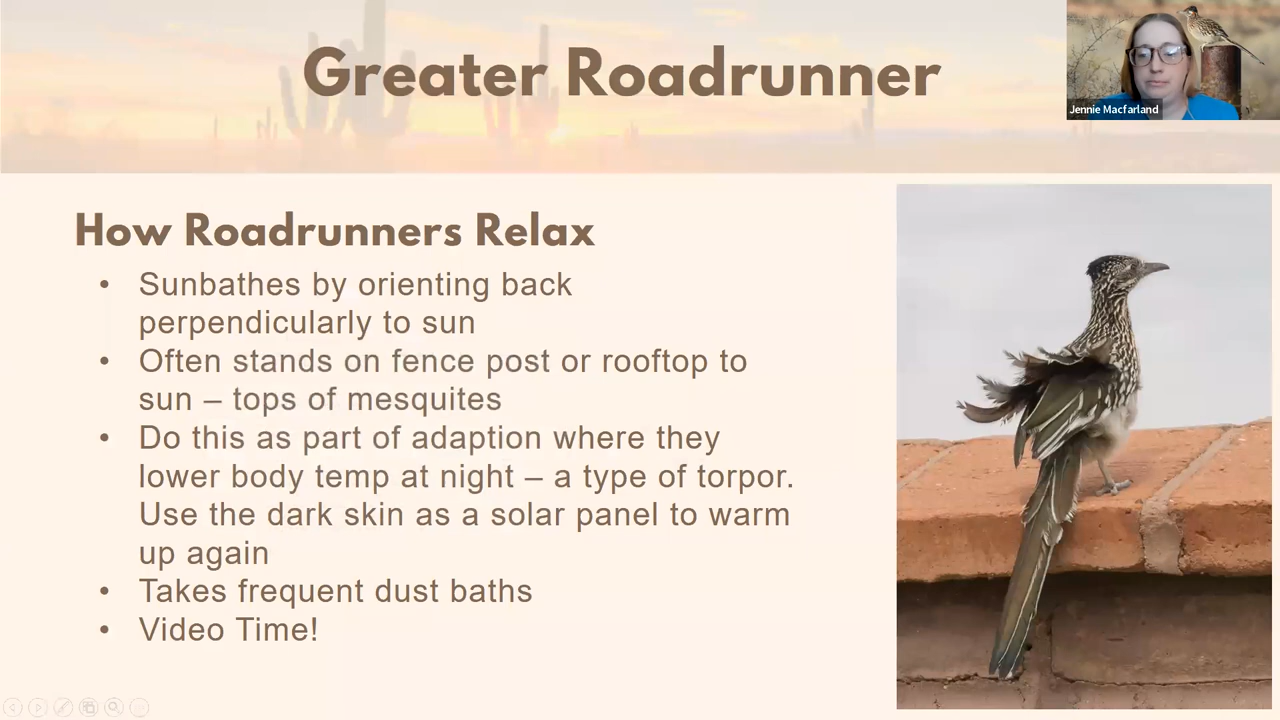 Greater Roadrunner
Jennie Macfarland
How Roadrunners Relax
• Sunbathes by orienting back
perpendicularly to sun
• Often stands on fence post or rooftop to
sun – tops of mesquites
• Do this as part of adaption where they
lower body temp at night – a type of torpor.
Use the dark skin as a solar panel to warm
up again
• Takes frequent dust baths
• Video Time!